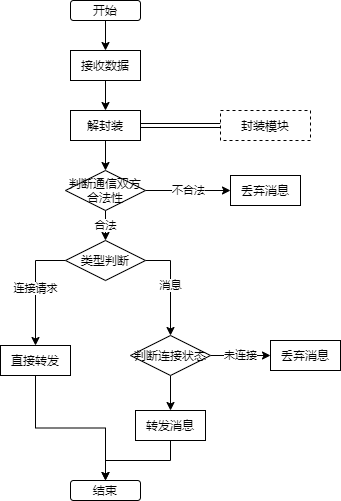 开始
接收数据
解封装
封装模块
判断通信双方
合法性
不合法
丢弃消息
合法
类型判断
连接请求
消息
直接转发
判断连接状态
未连接
丢弃消息
转发消息
结束